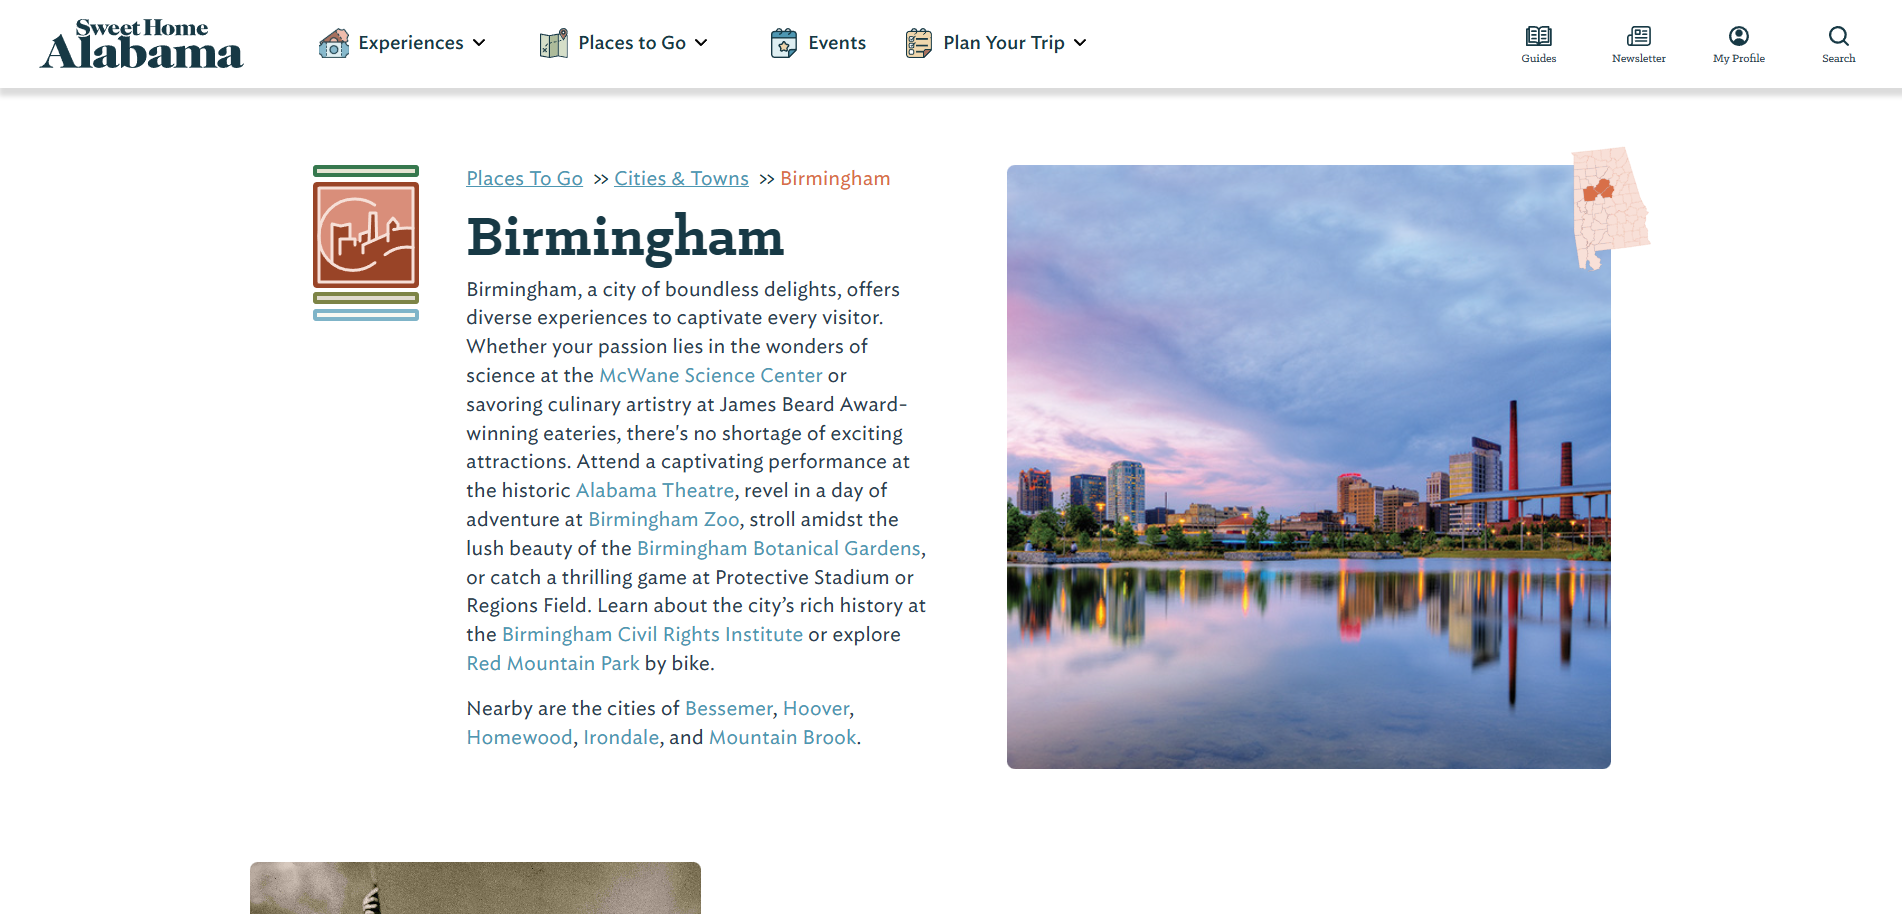 Sweet Home
Alabama
Experiences
Places to Go
Events
Plan Your Trip
Guides
Newsletter
My Profile
Search
Places To Go >> Cities & Towns >> Birmingham
Birmingham
Birmingham, a city of boundless delights, offers
diverse experiences to captivate every visitor.
Whether your passion lies in the wonders of
science at the McWane Science Center or
savoring culinary artistry at James Beard Award-
winning eateries, there's no shortage of exciting
attractions. Attend a captivating performance at
the historic Alabama Theatre, revel in a day of
adventure at Birmingham Zoo, stroll amidst the
lush beauty of the Birmingham Botanical Gardens,
or catch a thrilling game at Protective Stadium or
Regions Field. Learn about the city’s rich history at
the Birmingham Civil Rights Institute or explore
Red Mountain Park by bike.
Nearby are the cities of Bessemer, Hoover,
Homewood, Irondale, and Mountain Brook.